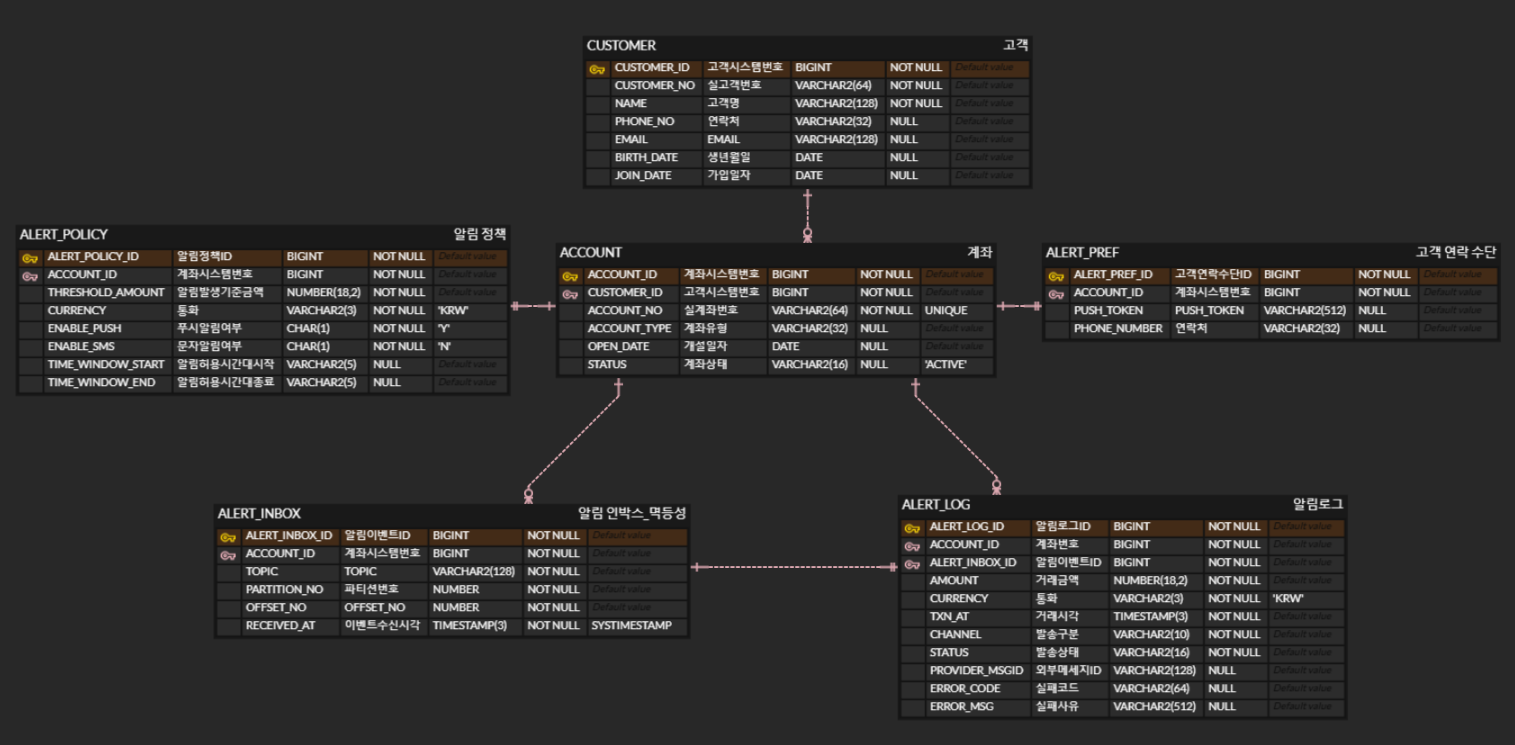 CUSTOMER 고객
CUSTOMER_ID 고객시스템번호 BIGINT NOT NULL Default value
CUSTOMER_NO 실고객번호 VARCHAR2(64) NOT NULL Default value
NAME 고객명 VARCHAR2(128) NOT NULL Default value
PHONE_NO 연락처 VARCHAR2(32) NULL Default value
EMAIL EMAIL VARCHAR2(128) NULL Default value
BIRTH_DATE 생년월일 DATE NULL Default value
JOIN_DATE 가입일자 DATE NULL Default value
ALERT_POLICY 알림 정책
ALERT_POLICY_ID 알림정책ID BIGINT NOT NULL Default value
ACCOUNT_ID 계좌시스템번호 BIGINT NOT NULL Default value
THRESHOLD_AMOUNT 알림발생기준금액 NUMBER(18,2) NOT NULL Default value
CURRENCY 통화 VARCHAR2(3) NOT NULL 'KRW'
ENABLE_PUSH 푸시알림여부 CHAR(1) NOT NULL 'Y'
ENABLE_SMS 문자알림여부 CHAR(1) NOT NULL 'N'
TIME_WINDOW_START 알림허용시간대시작 VARCHAR2(5) NULL Default value
TIME_WINDOW_END 알림허용시간대종료 VARCHAR2(5) NULL Default value
ACCOUNT 계좌
ACCOUNT_ID 계좌시스템번호 BIGINT NOT NULL Default value
CUSTOMER_ID 고객시스템번호 BIGINT NOT NULL Default value
ACCOUNT_NO 실계좌번호 VARCHAR2(64) NOT NULL UNIQUE
ACCOUNT_TYPE 계좌유형 VARCHAR2(32) NULL Default value
OPEN_DATE 개설일자 DATE NULL Default value
STATUS 계좌상태 VARCHAR2(16) NULL 'ACTIVE'
ALERT_PREF 고객 연락 수단
ALERT_PREF_ID 고객연락수단ID BIGINT NOT NULL Default value
ACCOUNT_ID 계좌시스템번호 BIGINT NOT NULL Default value
PUSH_TOKEN PUSH_TOKEN VARCHAR2(512) NULL Default value
PHONE_NUMBER 연락처 VARCHAR2(32) NULL Default value
ALERT_INBOX 알림 인박스_멱등성
ALERT_INBOX_ID 알림이벤트ID BIGINT NOT NULL Default value
ACCOUNT_ID 계좌시스템번호 BIGINT NOT NULL Default value
TOPIC TOPIC VARCHAR2(128) NOT NULL Default value
PARTITION_NO 파티션번호 NUMBER NOT NULL Default value
OFFSET_NO OFFSET_NO NUMBER NOT NULL Default value
RECEIVED_AT 이벤트수신시각 TIMESTAMP(3) NOT NULL SYSTIMESTAMP
ALERT_LOG 알림로그
ALERT_LOG_ID 알림로그ID BIGINT NOT NULL Default value
ACCOUNT_ID 계좌번호 BIGINT NOT NULL Default value
ALERT_INBOX_ID 알림이벤트ID BIGINT NOT NULL Default value
AMOUNT 거래금액 NUMBER(18,2) NOT NULL Default value
CURRENCY 통화 VARCHAR2(3) NOT NULL 'KRW'
TXN_AT 거래시각 TIMESTAMP(3) NOT NULL Default value
CHANNEL 발송구분 VARCHAR2(10) NOT NULL Default value
STATUS 발송상태 VARCHAR2(16) NOT NULL Default value
PROVIDER_MSGID 외부메세지ID VARCHAR2(128) NULL Default value
ERROR_CODE 실패코드 VARCHAR2(64) NULL Default value
ERROR_MSG 실패사유 VARCHAR2(512) NULL Default value